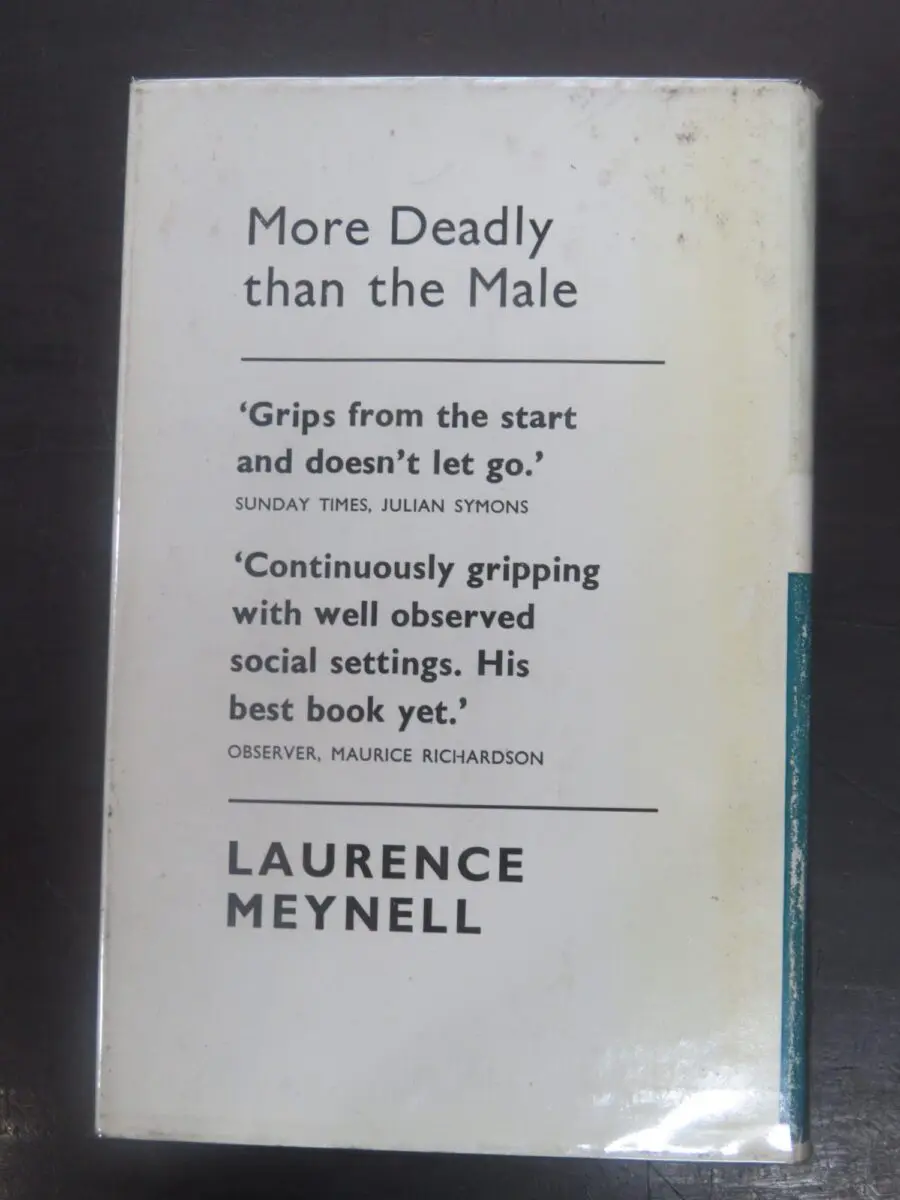 More Deadly
than the Male
‘Grips from the start
and doesn’t let go.’
SUNDAY TIMES, JULIAN SYMONS
‘Continuously gripping
with well observed
social settings. His
best book yet.’
OBSERVER, MAURICE RICHARDSON
LAURENCE
MEYNELL